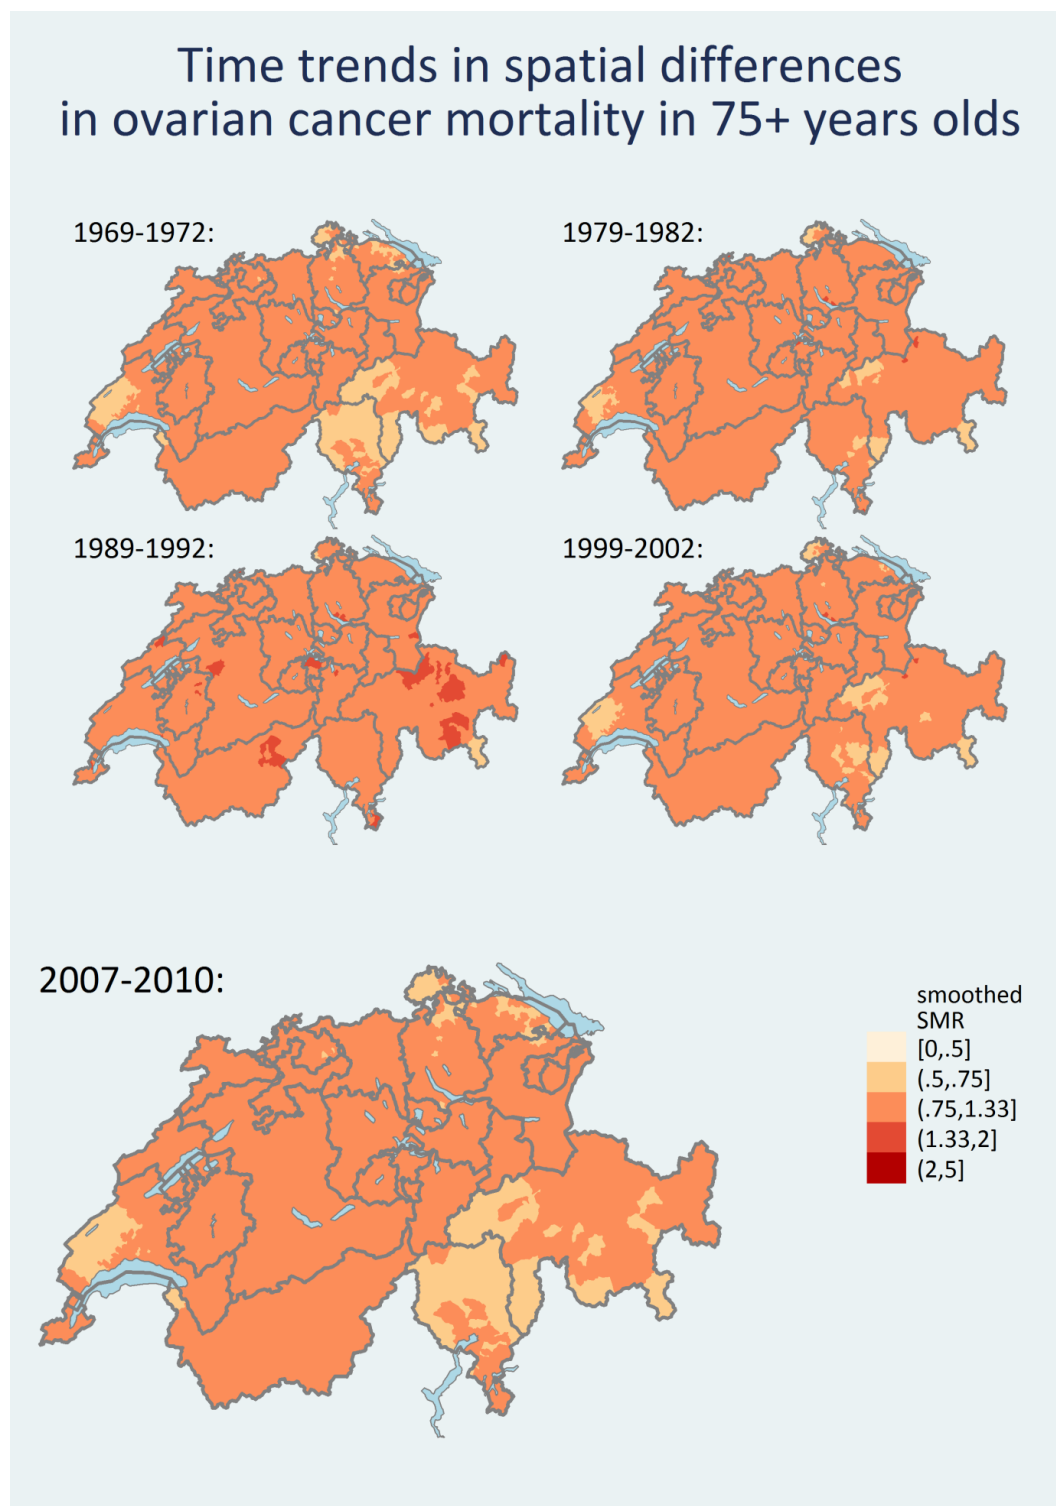 Time trends in spatial differences
in ovarian cancer mortality in 75+ years olds
1969-1972:
1979-1982:
1989-1992:
1999-2002:
2007-2010:
smoothed
SMR
[0,.5]
(.5,.75]
(.75,1.33]
(1.33,2]
(2,5]